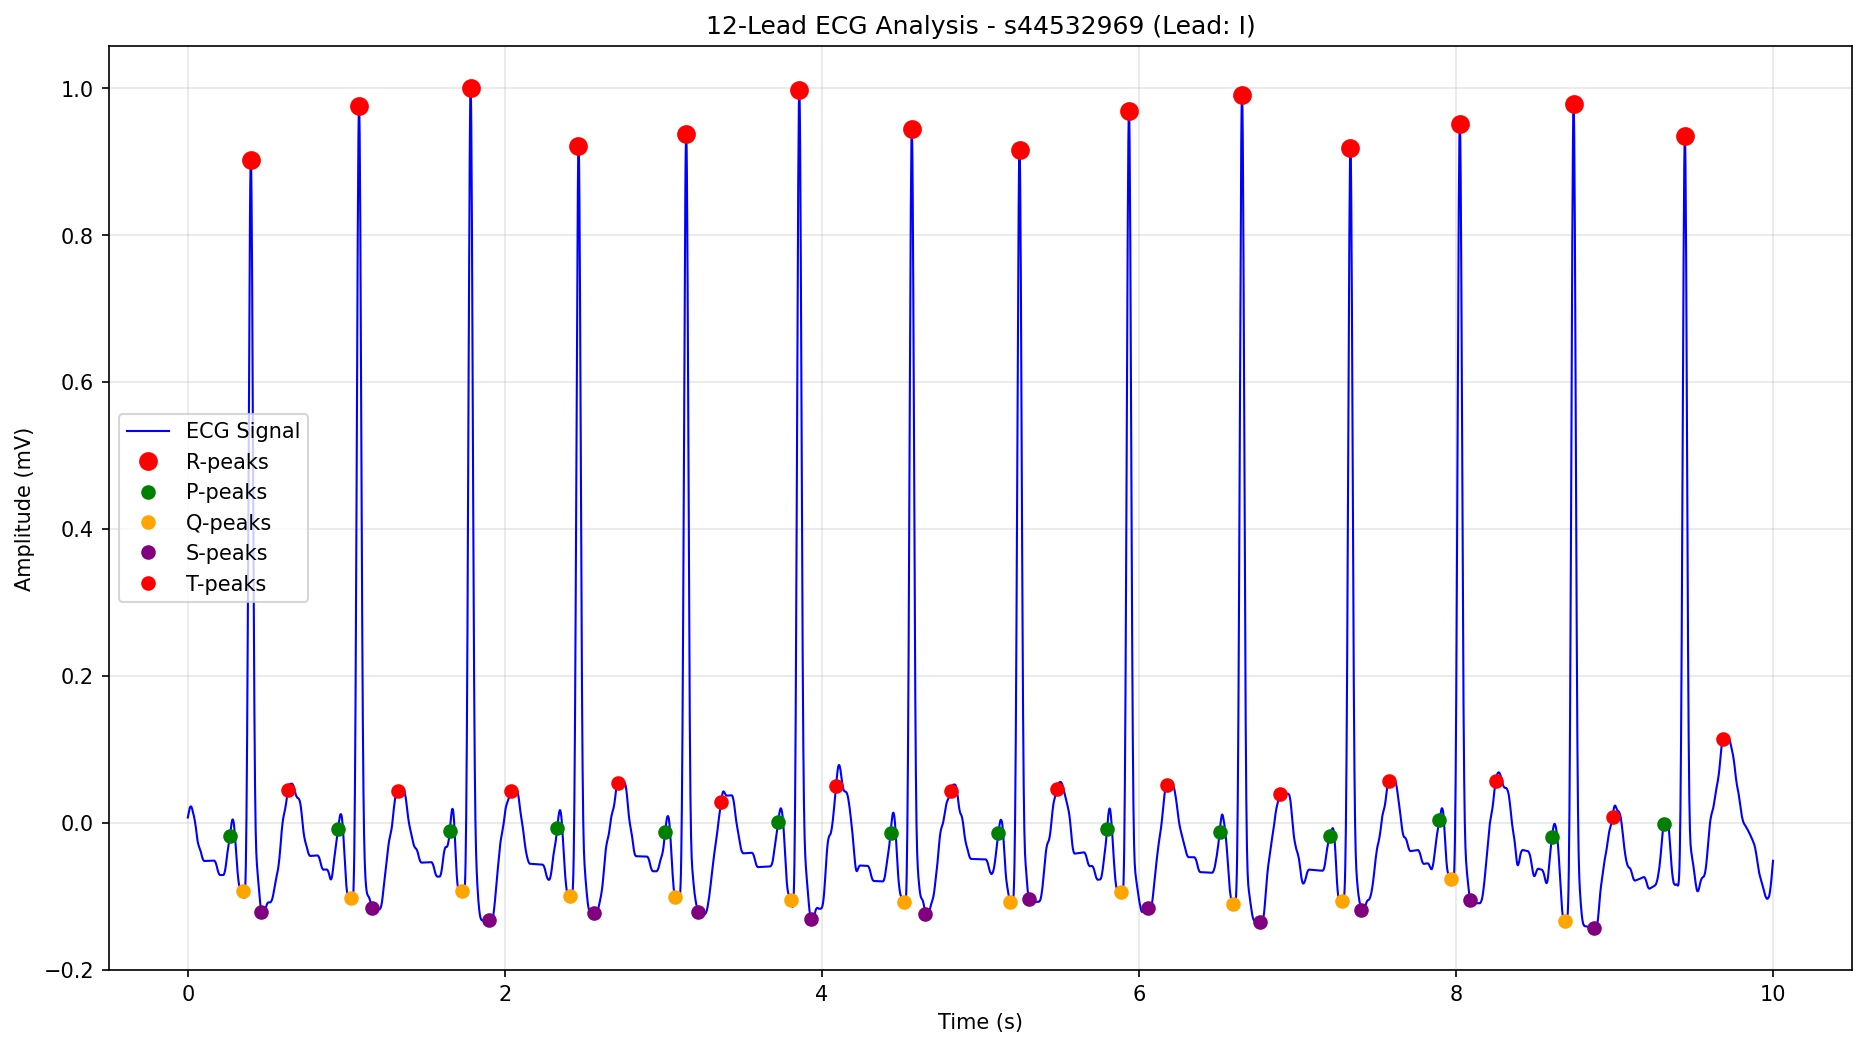 12-Lead ECG Analysis - s44532969 (Lead: I)
1.0
0.8
0.6
0.4
0.2
0.0
−0.2
Amplitude (mV)
ECG Signal
R-peaks
P-peaks
Q-peaks
S-peaks
T-peaks
0 2 4 6 8 10
Time (s)